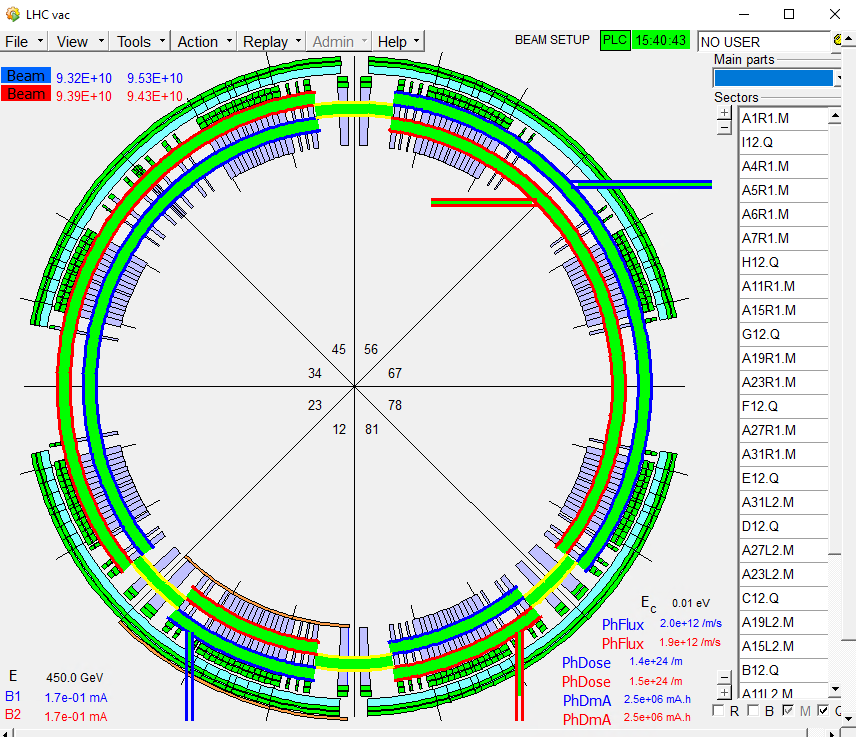 LHC vac
File View Tools Action Replay Admin Help BEAM SETUP PLC 15:40:43 NO USER
Main parts
Beam 9.32E+10 9.53E+10
Beam 9.39E+10 9.43E+10
Sectors
A1R1.M
I12.Q
A4R1.M
A5R1.M
A6R1.M
A7R1.M
H12.Q
A11R1.M
A15R1.M
G12.Q
A19R1.M
A23R1.M
F12.Q
A27R1.M
A31R1.M
E12.Q
A31L2.M
D12.Q
A27L2.M
A23L2.M
C12.Q
A19L2.M
A15L2.M
B12.Q
A11L2.M
R B M Q
45 56
34 67
23 78
12 81
Ec 0.01 eV
PhFlux 2.0e+12 /m/s
PhFlux 1.9e+12 /m/s
PhDose 1.4e+24 /m
PhDose 1.5e+24 /m
PhDmA 2.5e+06 mA.h
PhDmA 2.5e+06 mA.h
E 450.0 GeV
B1 1.7e-01 mA
B2 1.7e-01 mA